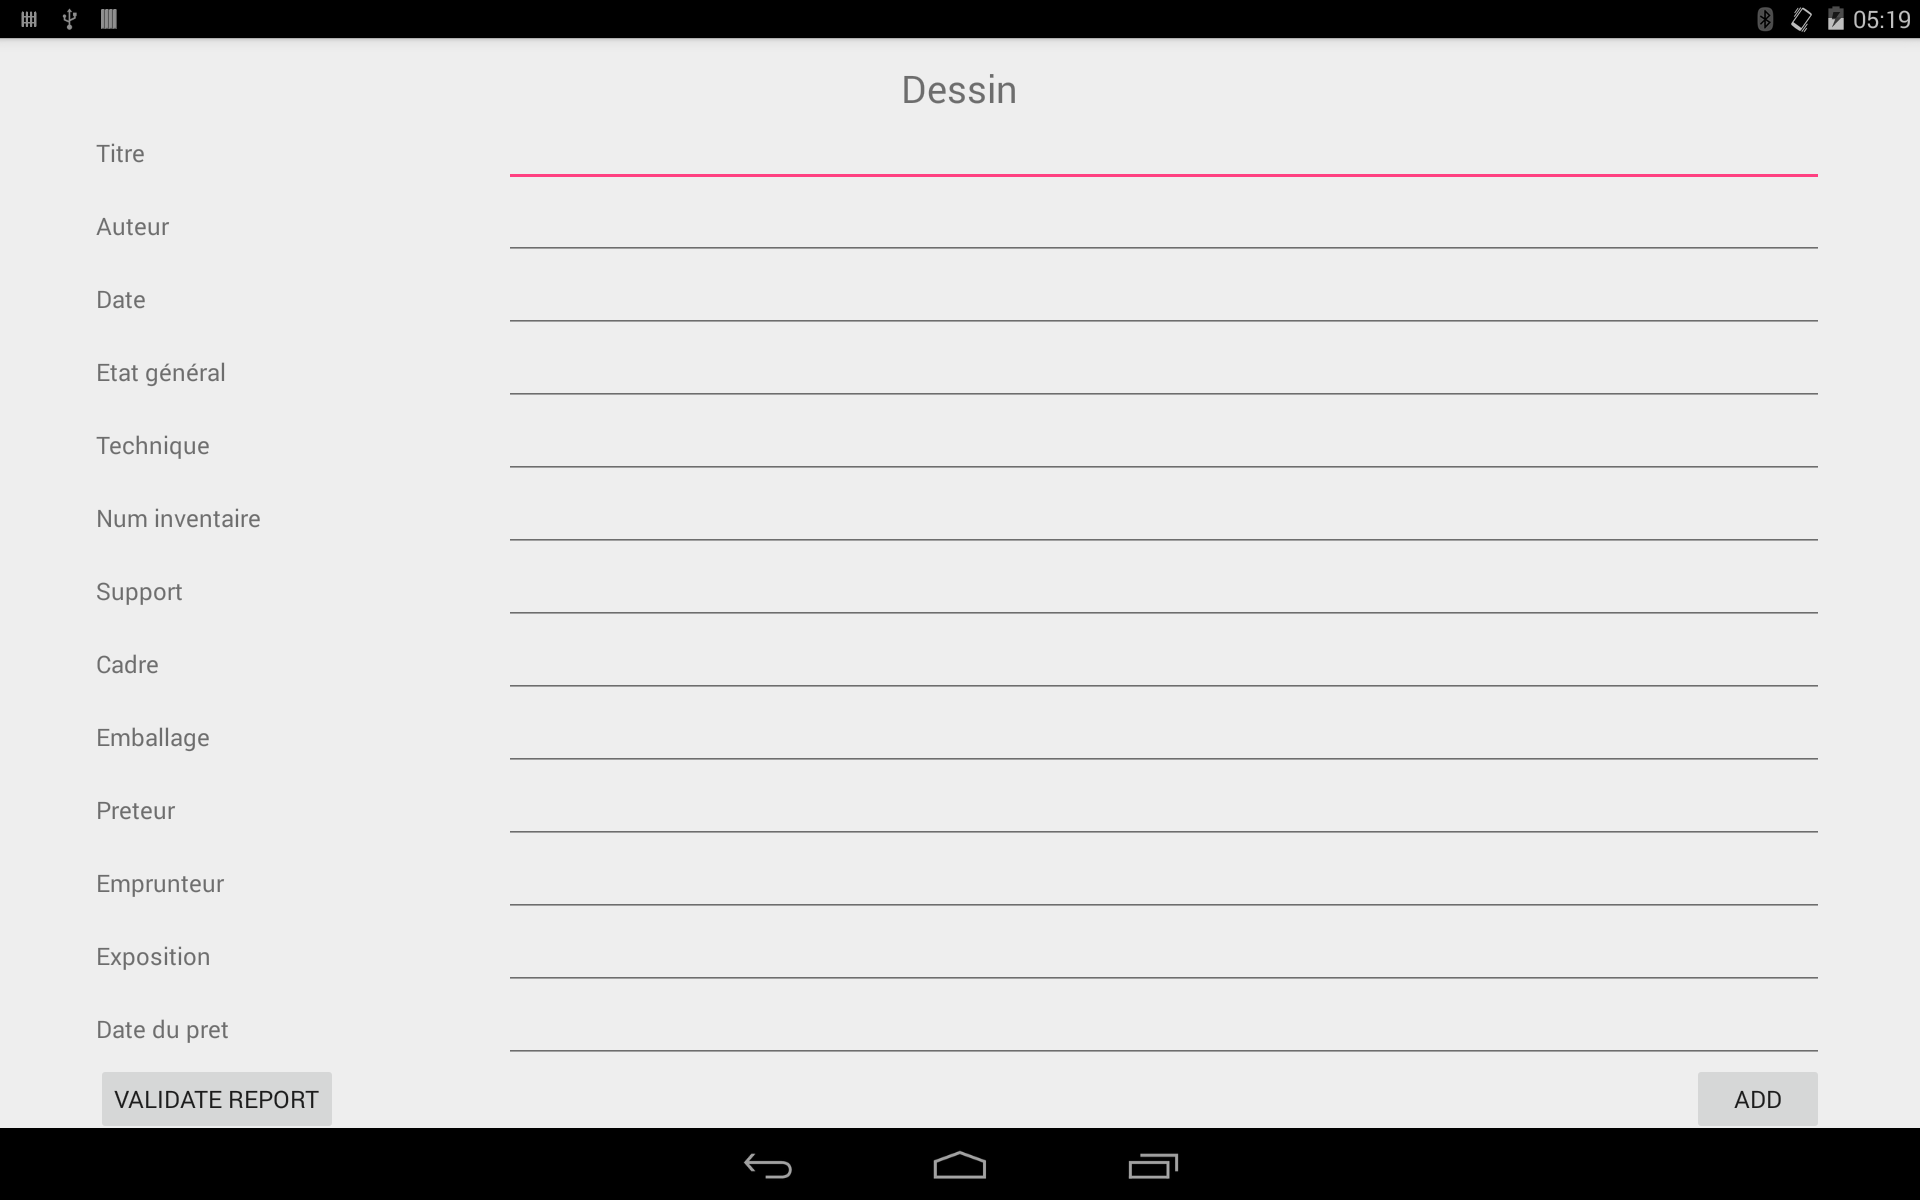 05:19
Dessin
Titre
Auteur
Date
Etat général
Technique
Num inventaire
Support
Cadre
Emballage
Preteur
Emprunteur
Exposition
Date du pret
VALIDATE REPORT ADD